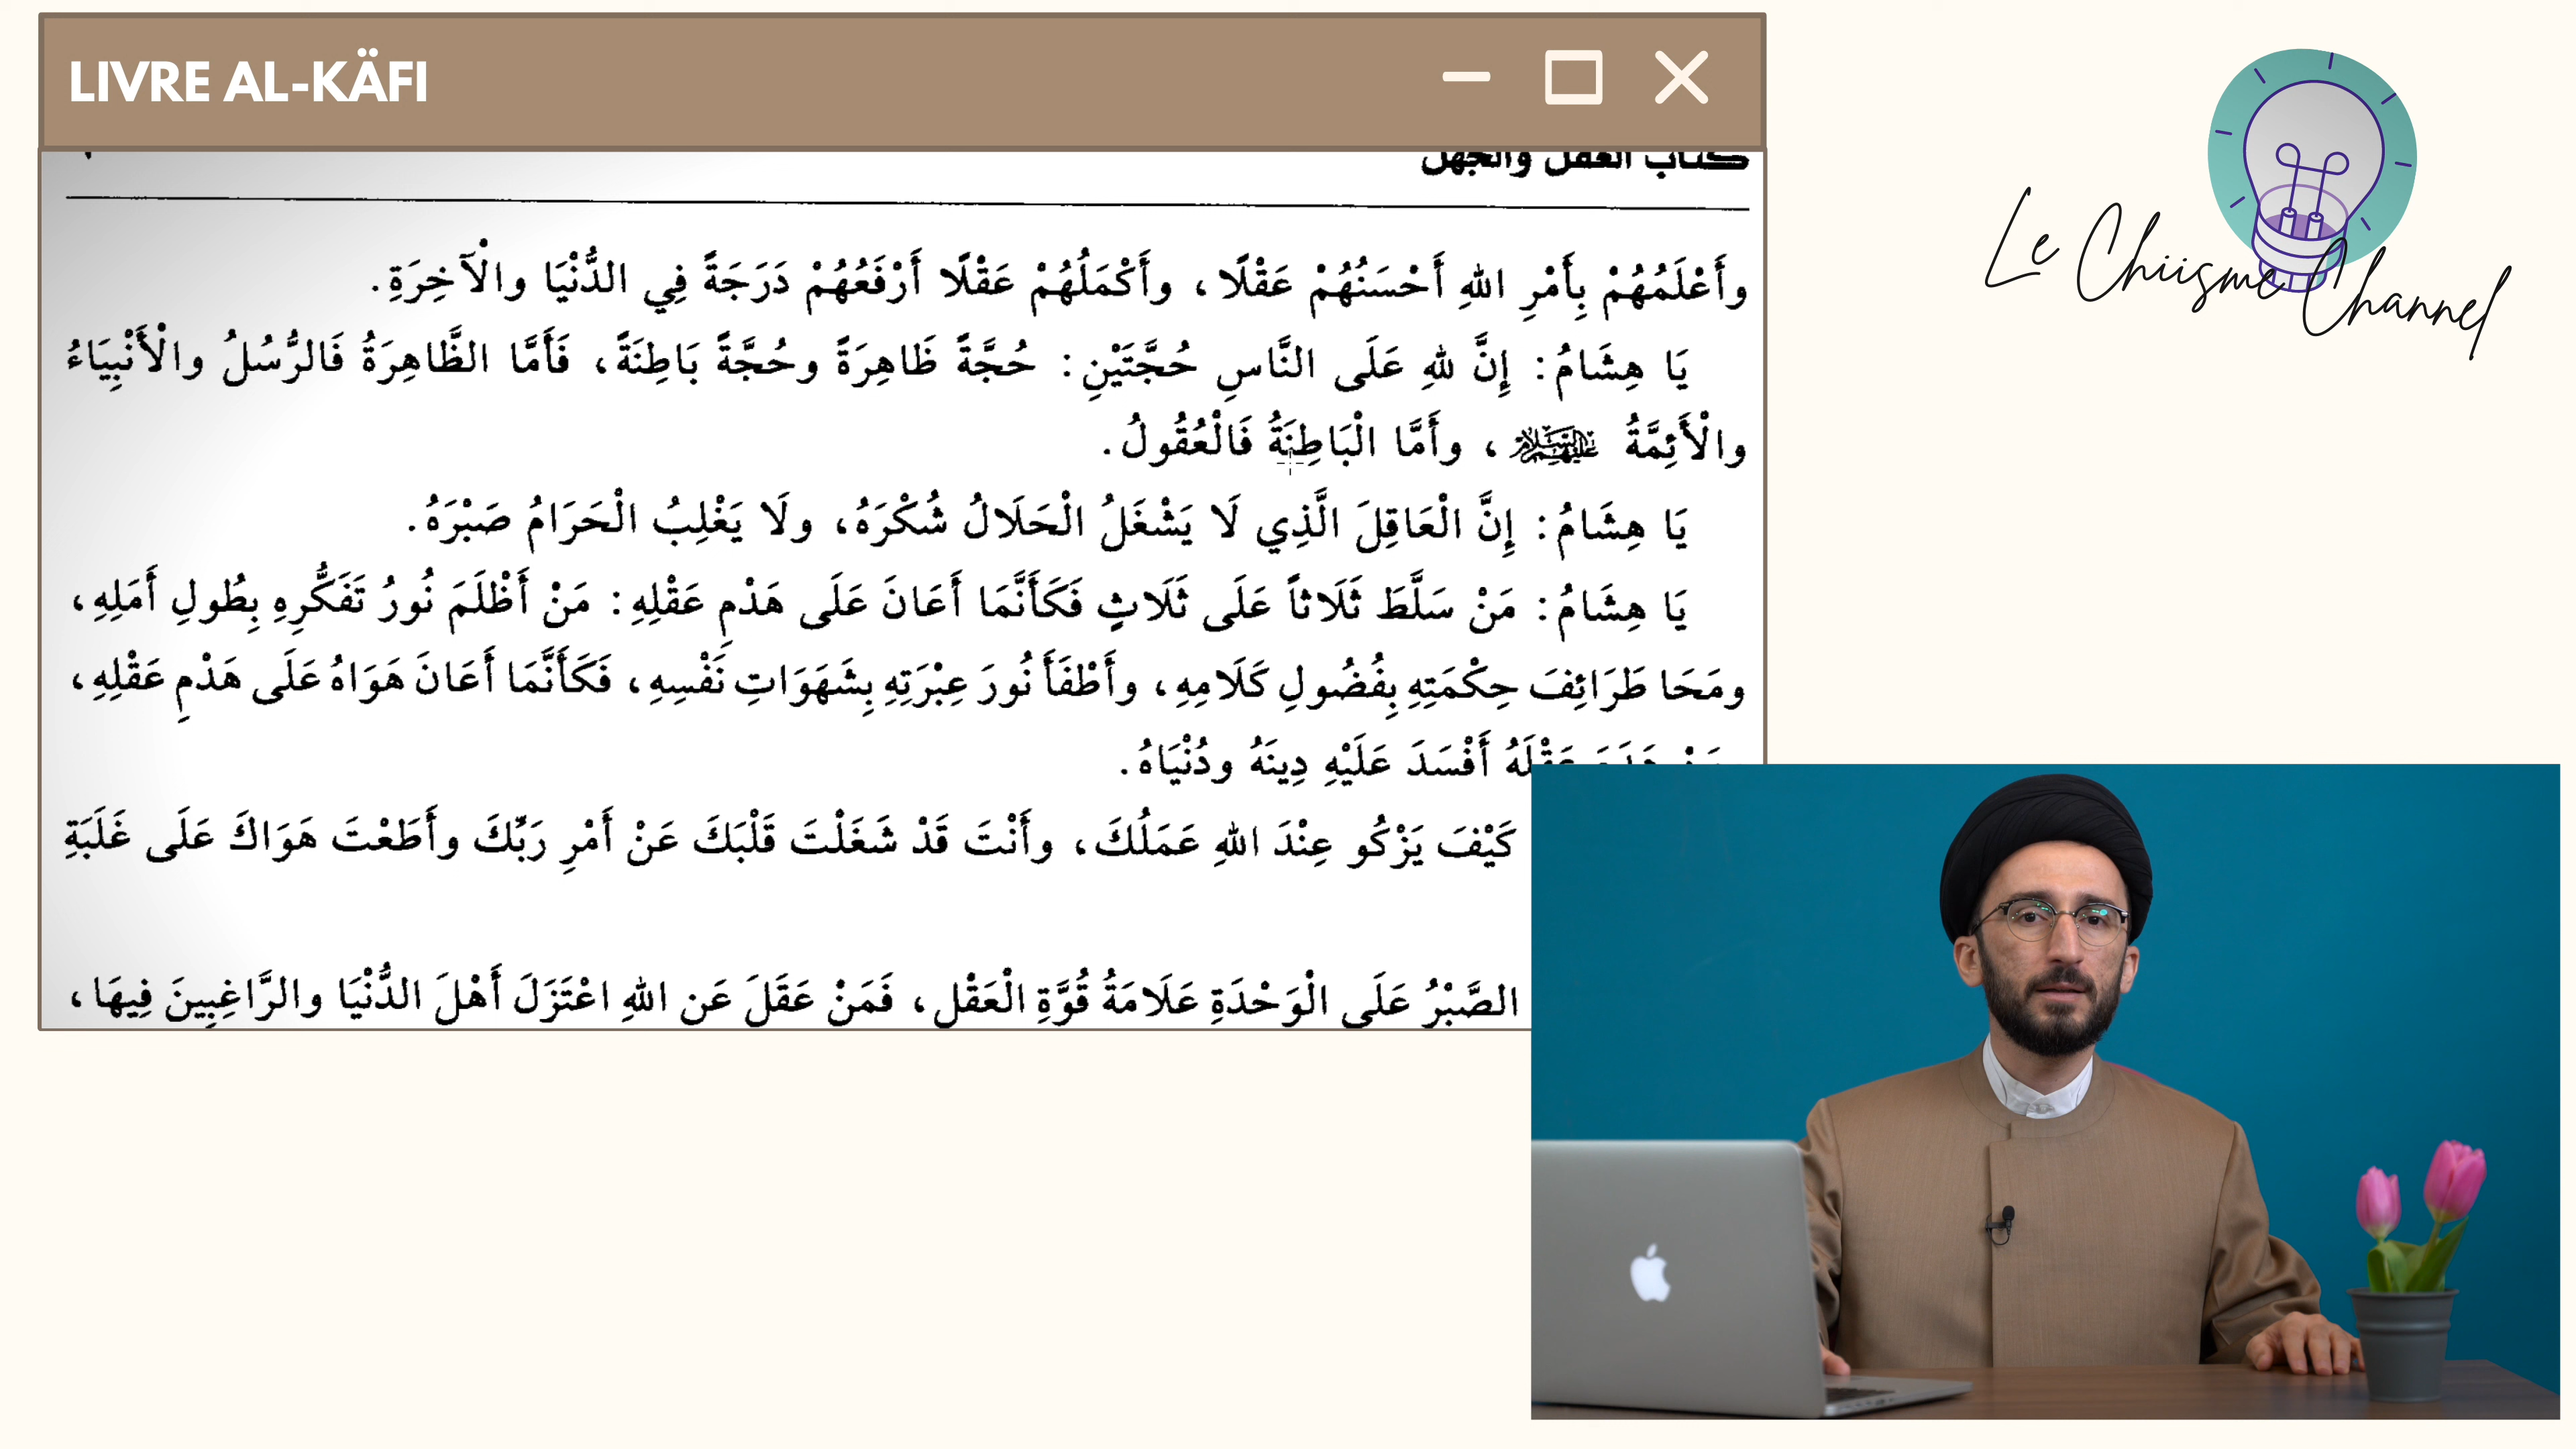 LIVRE AL-KÄFI
كتاب العقل والجهل
وأَعْلَمُهُمْ بِأَمْرِ اللهِ أَحْسَنُهُمْ عَقْلًا، وأَكْمَلُهُمْ عَقْلًا أَرْفَعُهُمْ دَرَجَةً فِي الدُّنْيَا والْآخِرَةِ.
يَا هِشَامُ: إِنَّ للهِ عَلَى النَّاسِ حُجَّتَيْنِ: حُجَّةً ظَاهِرَةً وحُجَّةً بَاطِنَةً، فَأَمَّا الظَّاهِرَةُ فَالرُّسُلُ والْأَنْبِيَاءُ
والْأَئِمَّةُ عليهم السلام، وأَمَّا الْبَاطِنَةُ فَالْعُقُولُ.
يَا هِشَامُ: إِنَّ الْعَاقِلَ الَّذِي لَا يَشْغَلُ الْحَلَالُ شُكْرَهُ، ولَا يَغْلِبُ الْحَرَامُ صَبْرَهُ.
يَا هِشَامُ: مَنْ سَلَّطَ ثَلَاثاً عَلَى ثَلَاثٍ فَكَأَنَّمَا أَعَانَ عَلَى هَدْمِ عَقْلِهِ: مَنْ أَظْلَمَ نُورُ تَفَكُّرِهِ بِطُولِ أَمَلِهِ،
ومَحَا طَرَائِفَ حِكْمَتِهِ بِفُضُولِ كَلَامِهِ، وأَطْفَأَ نُورَ عِبْرَتِهِ بِشَهَوَاتِ نَفْسِهِ، فَكَأَنَّمَا أَعَانَ هَوَاهُ عَلَى هَدْمِ عَقْلِهِ،
عَقْلَهُ أَفْسَدَ عَلَيْهِ دِينَهُ ودُنْيَاهُ.
كَيْفَ يَزْكُو عِنْدَ اللهِ عَمَلُكَ، وأَنْتَ قَدْ شَغَلْتَ قَلْبَكَ عَنْ أَمْرِ رَبِّكَ وأَطَعْتَ هَوَاكَ عَلَى غَلَبَةِ
الصَّبْرُ عَلَى الْوَحْدَةِ عَلَامَةُ قُوَّةِ الْعَقْلِ، فَمَنْ عَقَلَ عَنِ اللهِ اعْتَزَلَ أَهْلَ الدُّنْيَا والرَّاغِبِينَ فِيهَا،
Le Chiisme Channel